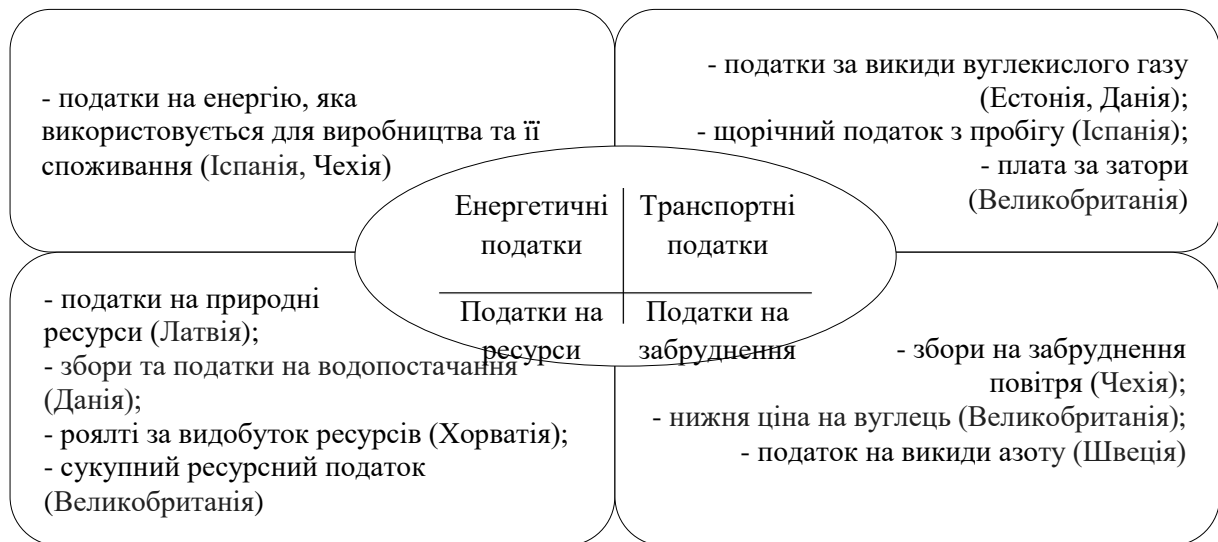 - податки на енергію, яка
використовується для виробництва та її
споживання (Іспанія, Чехія)
- податки за викиди вуглекислого газу
(Естонія, Данія);
- щорічний податок з пробігу (Іспанія);
- плата за затори
(Великобританія)
Енергетичні
податки
Транспортні
податки
Податки на
ресурси
Податки на
забруднення
- податки на природні
ресурси (Латвія);
- збори та податки на водопостачання
(Данія);
- роялті за видобуток ресурсів (Хорватія);
- сукупний ресурсний податок
(Великобританія)
- збори на забруднення
повітря (Чехія);
- нижня ціна на вуглець (Великобританія);
- податок на викиди азоту (Швеція)